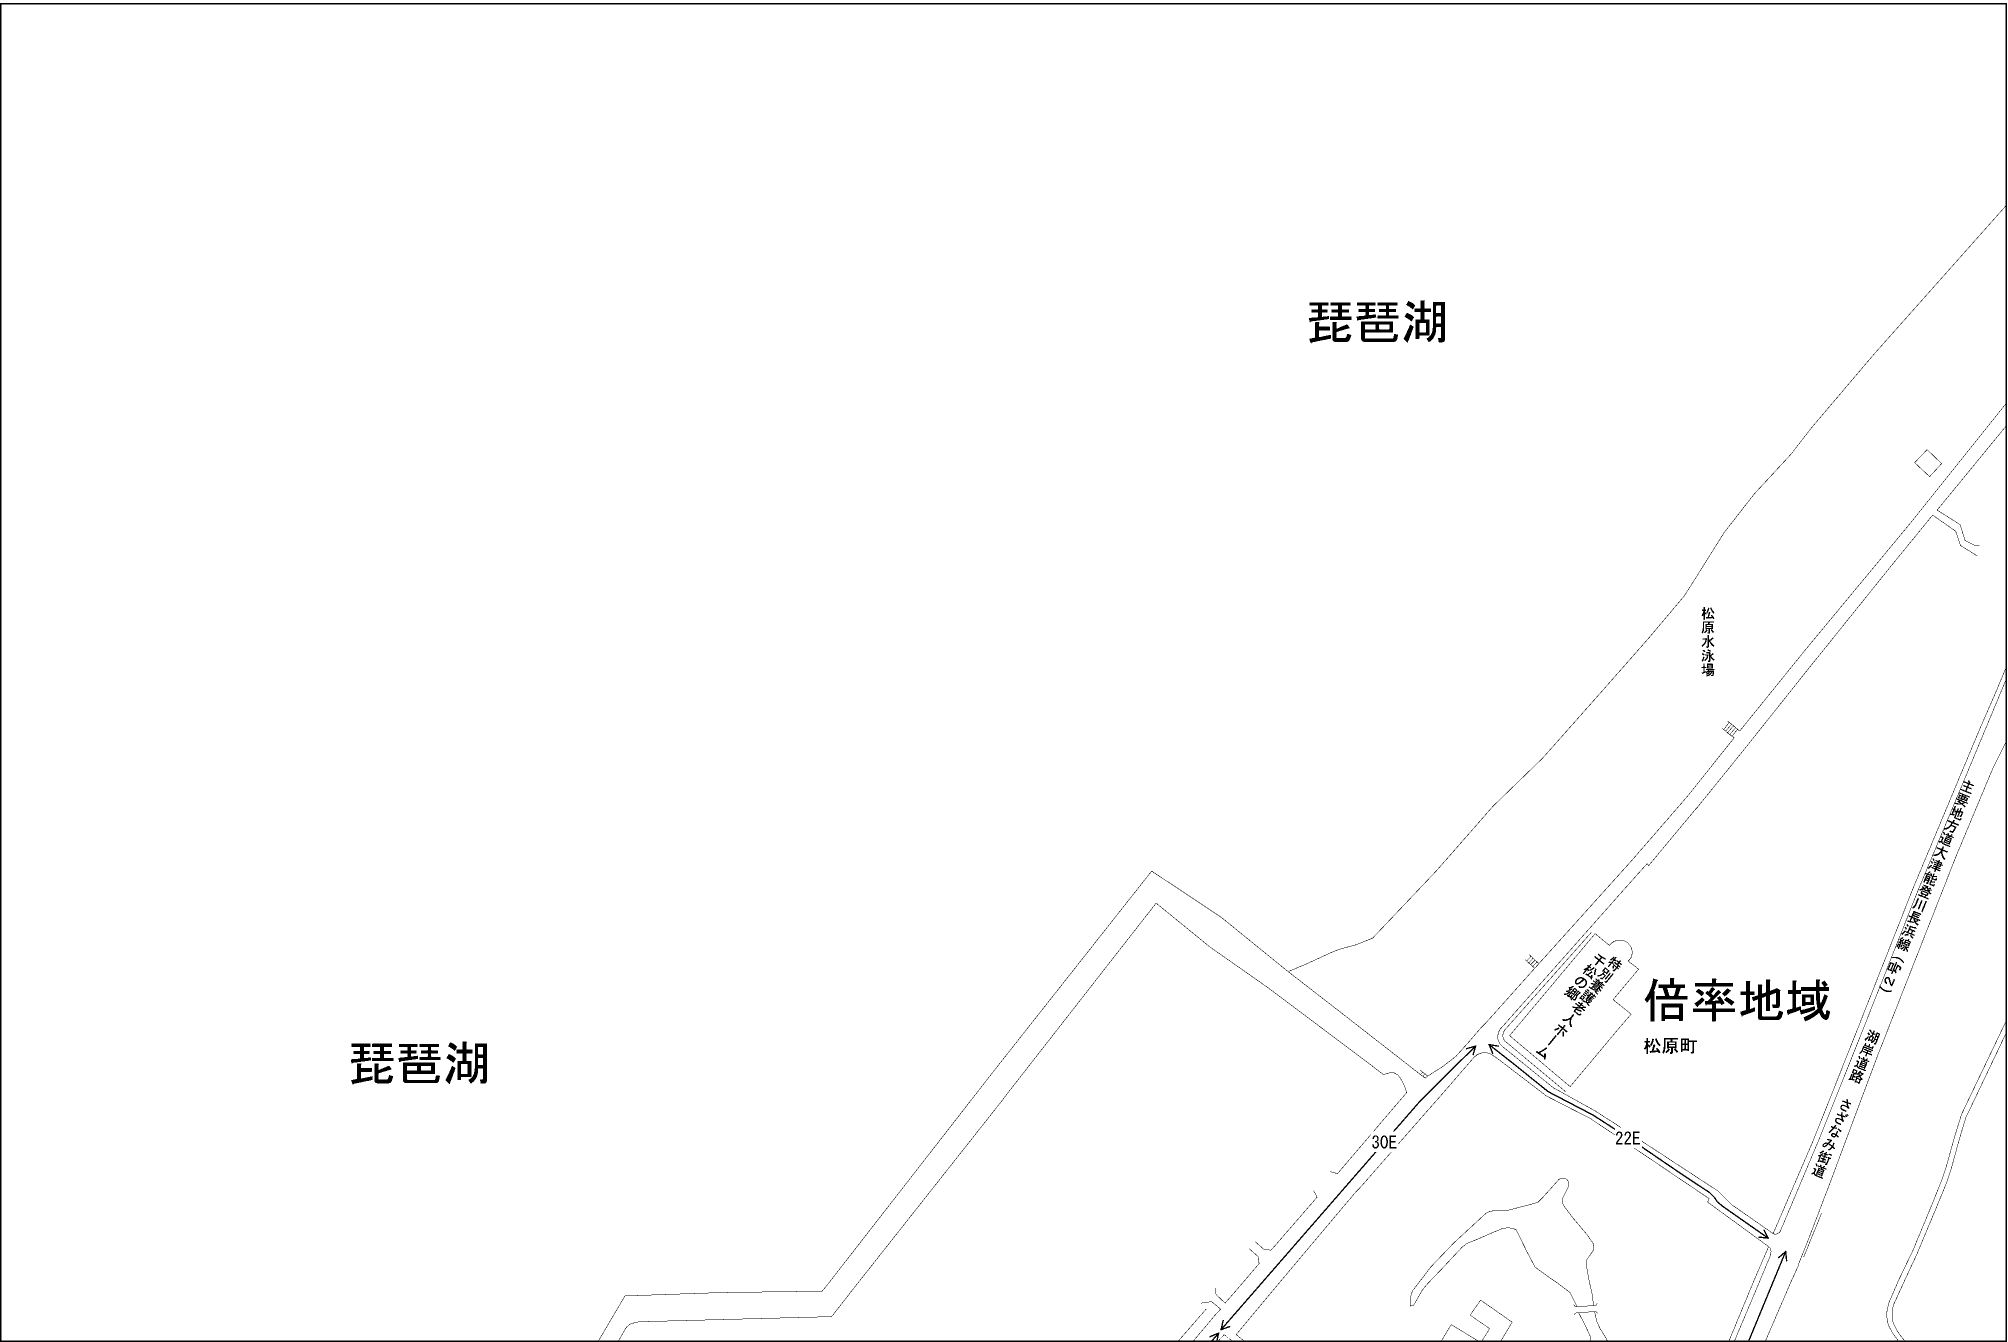 琵琶湖
松原水泳場
主要地方道大津能登川長浜線（2号）
湖岸道路
さざなみ街道
特別養護老人ホーム
千松の郷
倍率地域
松原町
琵琶湖
30E
22E